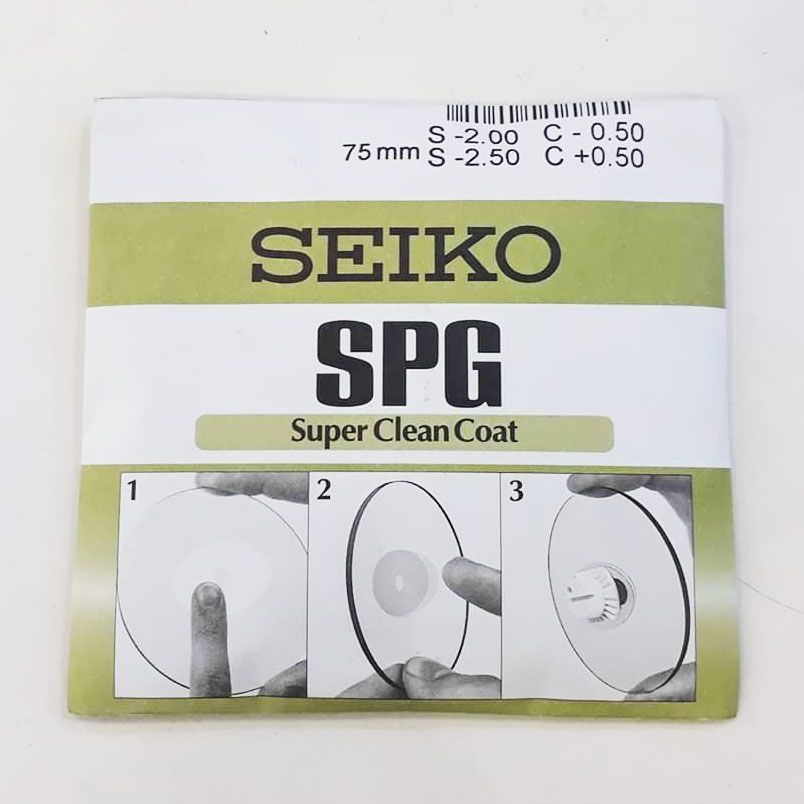 S -2.00 C - 0.50
75 mm S -2.50 C +0.50
SEIKO
SPG
Super Clean Coat
1 2 3